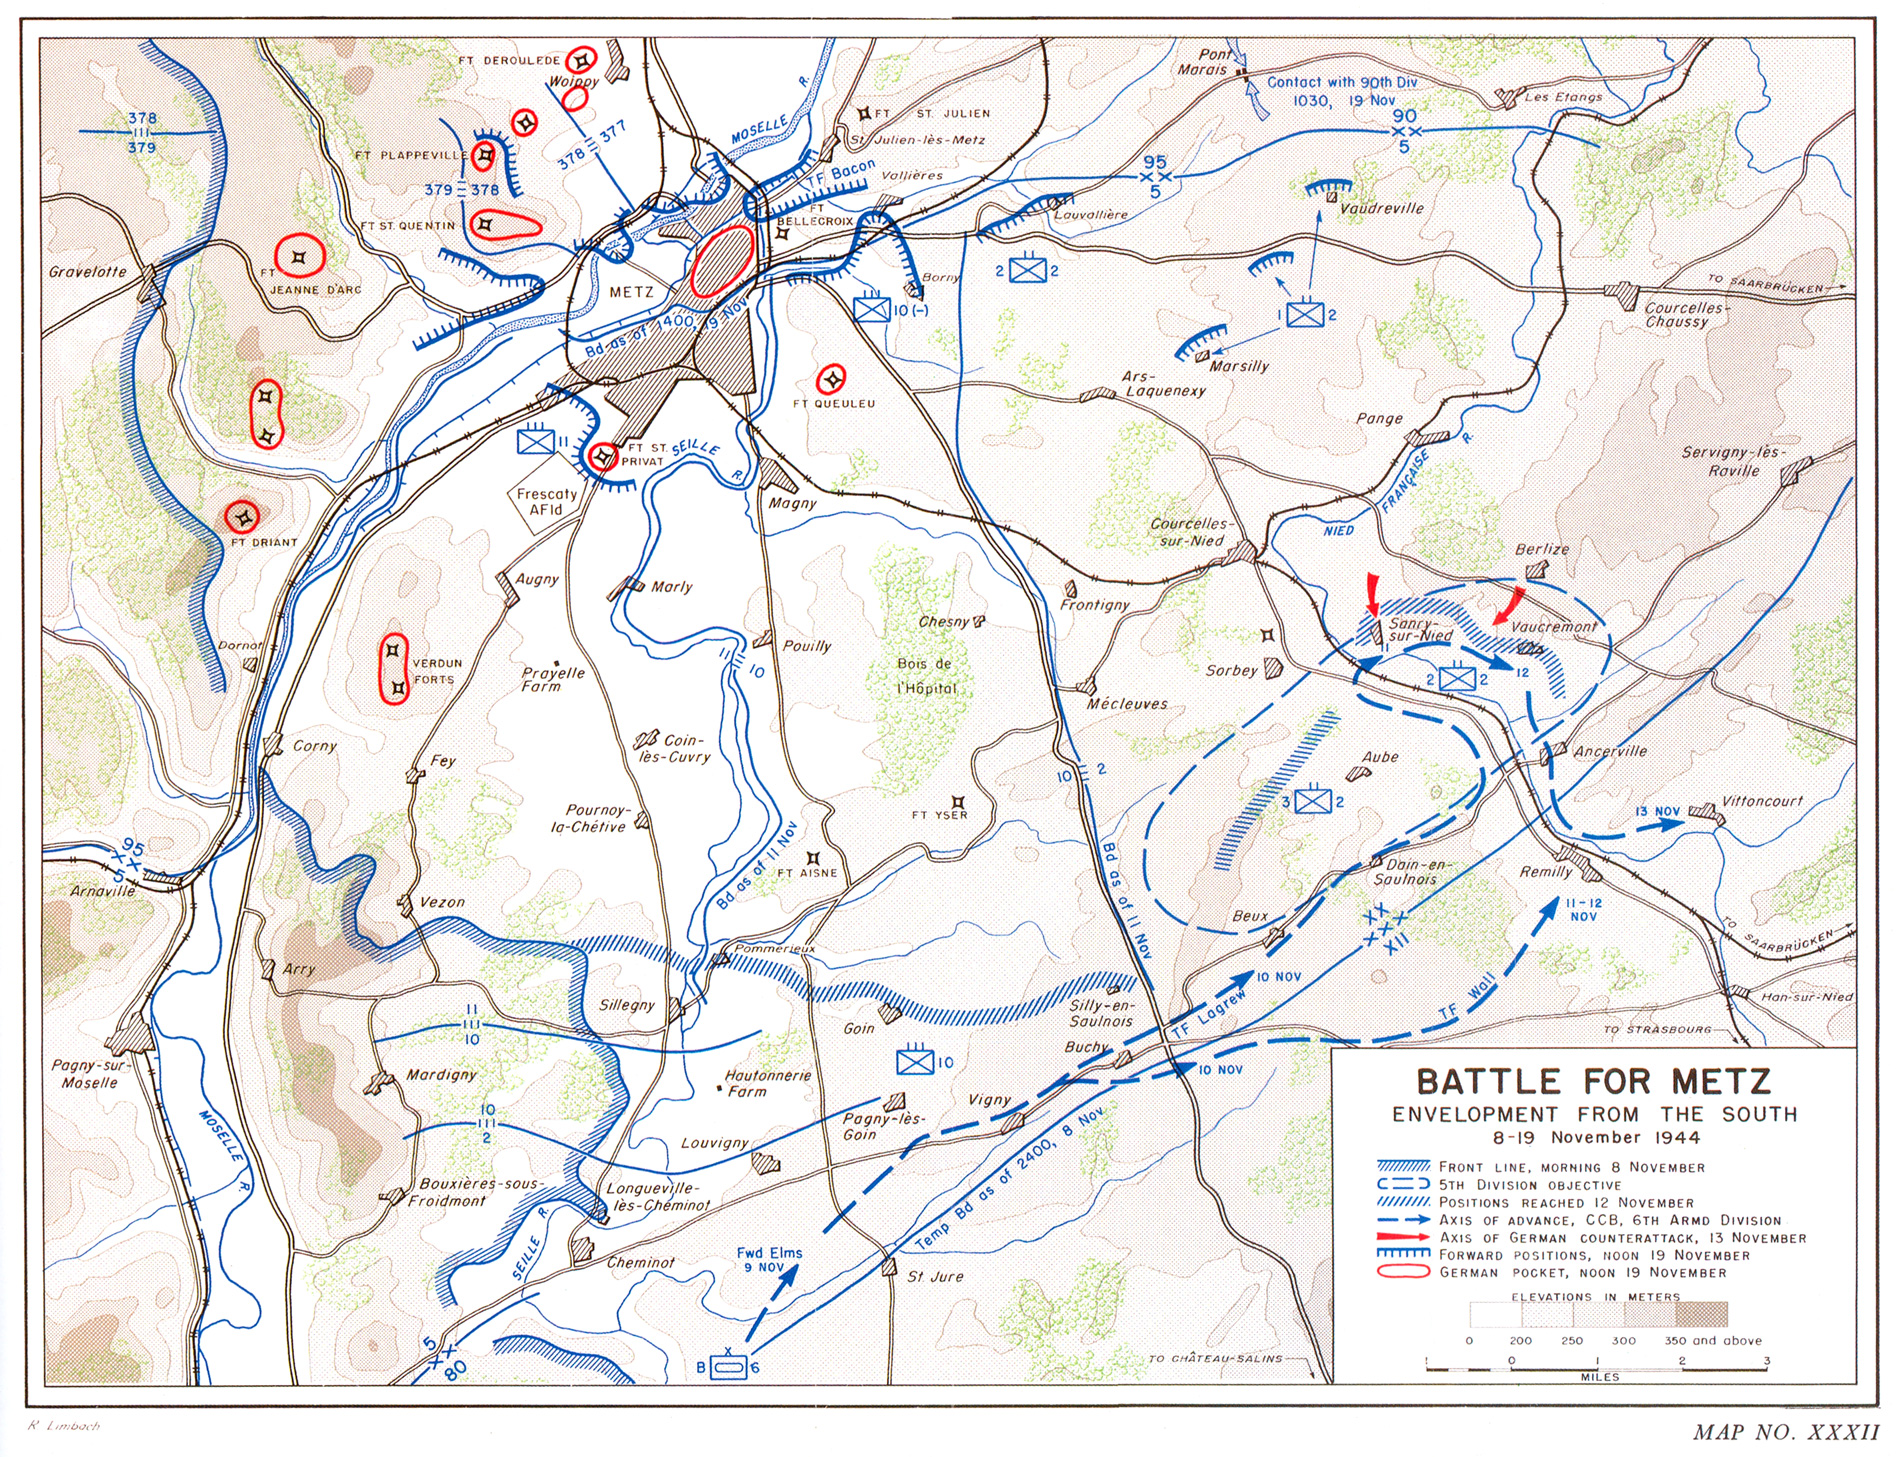 FT DEROULEDE
Woippy
378
III
379
FT PLAPPEVILLE
378 III 377
379 III 378
FT ST. QUENTIN
Gravelotte
FT
JEANNE D'ARC
MOSELLE R.
FT ST. JULIEN
St Julien-lès-Metz
TF Bacon
Vallières
FT
BELLECROIX
Pont
Marais
Contact with 90th Div
1030, 19 Nov
Les Etangs
90
XX
5
95
XX
5
Lauvallière
Vaudreville
2 2
Borny
10(-)
METZ
Bd as of 1400, 19 Nov
1 2
Marsilly
TO SAARBRÜCKEN
Courcelles-
Chaussy
FT QUEULEU
Ars-
Laquenexy
Pange
11
FT ST.
PRIVAT
SEILLE
R.
Frescaty
AFld
Magny
FT DRIANT
Servigny-lès-
Raville
NIED FRANÇAISE R.
Courcelles-
sur-Nied
Berlize
Augny
Marly
Frontigny
Chesny
Sanry-
sur-Nied
Vaucremont
Dornot
VERDUN
FORTS
Prayelle
Farm
Pouilly
11 III 10
Bois de
l'Hôpital
Sorbey
11
2 2
12
Mécleuves
Corny
Fey
Coin-
lès-Cuvry
Aube
Ancerville
10 III 2
3 2
Pournoy-
la-Chétive
FT YSER
FT AISNE
13 NOV
Vittoncourt
95
XX
5
Arnaville
Bd as of 11 Nov
Bd as of 11 Nov
Dain-en-
Saulnois
Remilly
Vezon
Beux
XX
XXX
XII
11-12
NOV
TO SAARBRÜCKEN
Arry
Pommerieux
Sillegny
Goin
Silly-en-
Saulnois
10 NOV
TF Lagrew
TF Wall
Han-sur-Nied
TO STRASBOURG
11
III
10
10
Buchy
10 NOV
Pagny-sur-
Moselle
Mardigny
Hautonnerie
Farm
Pagny-lès-
Goin
Vigny
10
III
2
Louvigny
MOSELLE R.
Bouxières-sous-
Froidmont
Longueville-
lès-Cheminot
SEILLE R.
Cheminot
Fwd Elms
9 NOV
Temp Bd as of 2400, 8 Nov
St Jure
5
XX
80
X
B 6
TO CHÂTEAU-SALINS
BATTLE FOR METZ
ENVELOPMENT FROM THE SOUTH
8-19 November 1944
FRONT LINE, MORNING 8 NOVEMBER
5TH DIVISION OBJECTIVE
POSITIONS REACHED 12 NOVEMBER
AXIS OF ADVANCE, CCB, 6TH ARMD DIVISION
AXIS OF GERMAN COUNTERATTACK, 13 NOVEMBER
FORWARD POSITIONS, NOON 19 NOVEMBER
GERMAN POCKET, NOON 19 NOVEMBER
ELEVATIONS IN METERS
0 200 250 300 350 and above
1 0 1 2 3
MILES
R. Limbach
MAP NO. XXXII